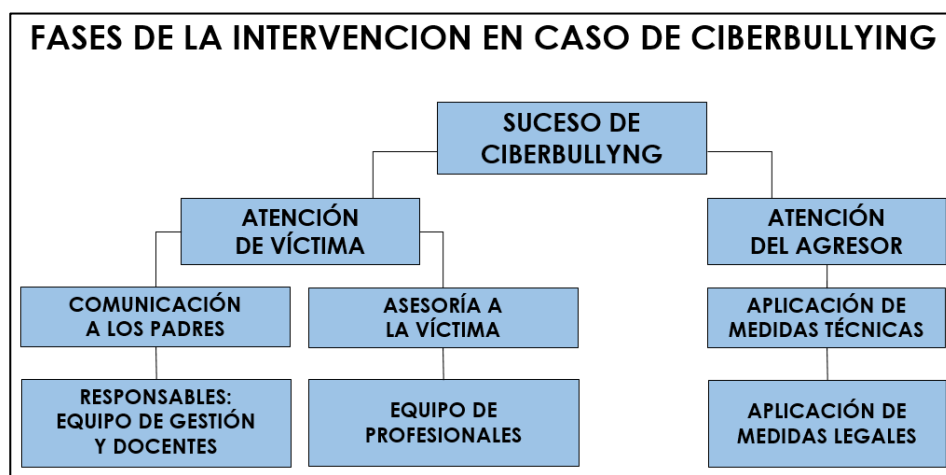 FASES DE LA INTERVENCION EN CASO DE CIBERBULLYING
SUCESO DE
CIBERBULLYNG
ATENCIÓN
DE VÍCTIMA
ATENCIÓN
DEL AGRESOR
COMUNICACIÓN
A LOS PADRES
ASESORÍA A
LA VÍCTIMA
APLICACIÓN DE
MEDIDAS TÉCNICAS
RESPONSABLES:
EQUIPO DE GESTIÓN
Y DOCENTES
EQUIPO DE
PROFESIONALES
APLICACIÓN DE
MEDIDAS LEGALES